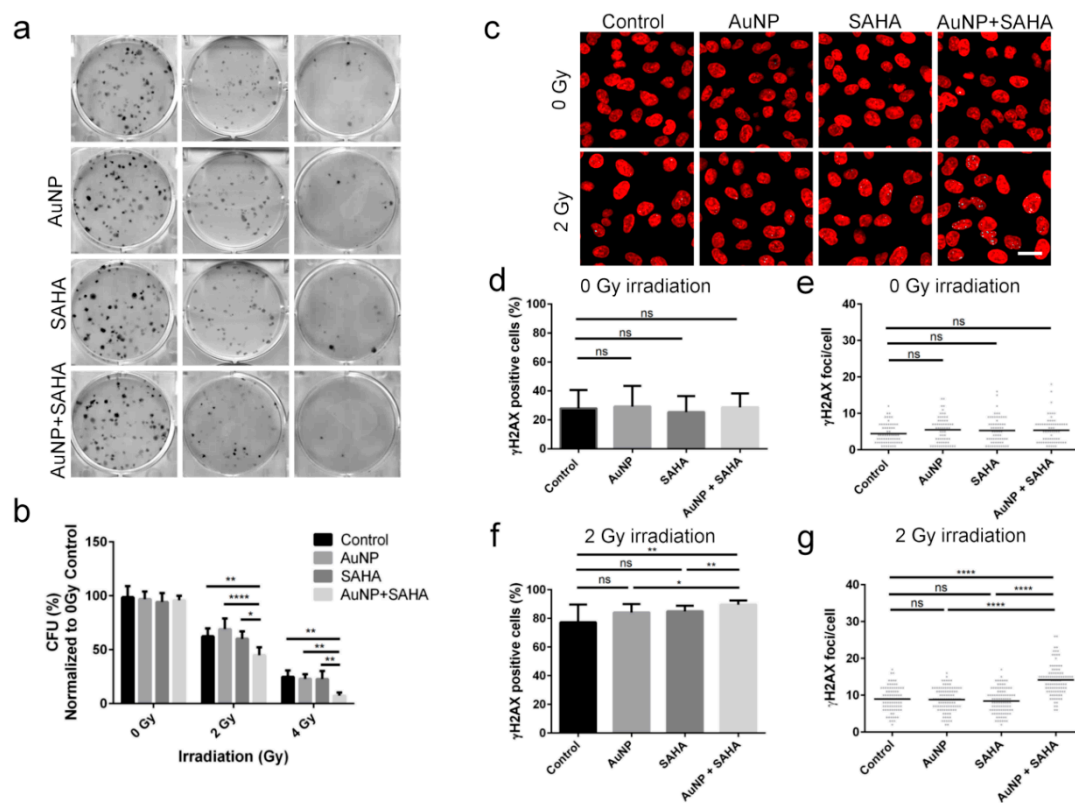 a
AuNP
SAHA
AuNP+SAHA
b
CFU (%)
Normalized to 0Gy Control
150
100
50
0
Control
AuNP
SAHA
AuNP+SAHA
**
****
*
**
**
**
0 Gy
2 Gy
4 Gy
Irradiation (Gy)
c
Control
AuNP
SAHA
AuNP+SAHA
0 Gy
2 Gy
d
0 Gy irradiation
γH2AX positive cells (%)
100
80
60
40
20
0
ns
ns
ns
Control
AuNP
SAHA
AuNP + SAHA
e
0 Gy irradiation
γH2AX foci/cell
40
30
20
10
0
ns
ns
ns
Control
AuNP
SAHA
AuNP + SAHA
f
2 Gy irradiation
γH2AX positive cells (%)
100
80
60
40
20
0
**
ns
**
ns
*
Control
AuNP
SAHA
AuNP + SAHA
g
2 Gy irradiation
γH2AX foci/cell
40
30
20
10
0
****
ns
****
ns
****
Control
AuNP
SAHA
AuNP + SAHA